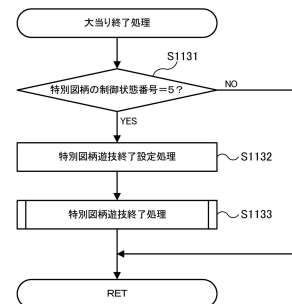 大当り終了処理
S1131
特別図柄の制御状態番号＝5？
NO
YES
特別図柄遊技終了設定処理
S1132
特別図柄遊技終了処理
S1133
RET